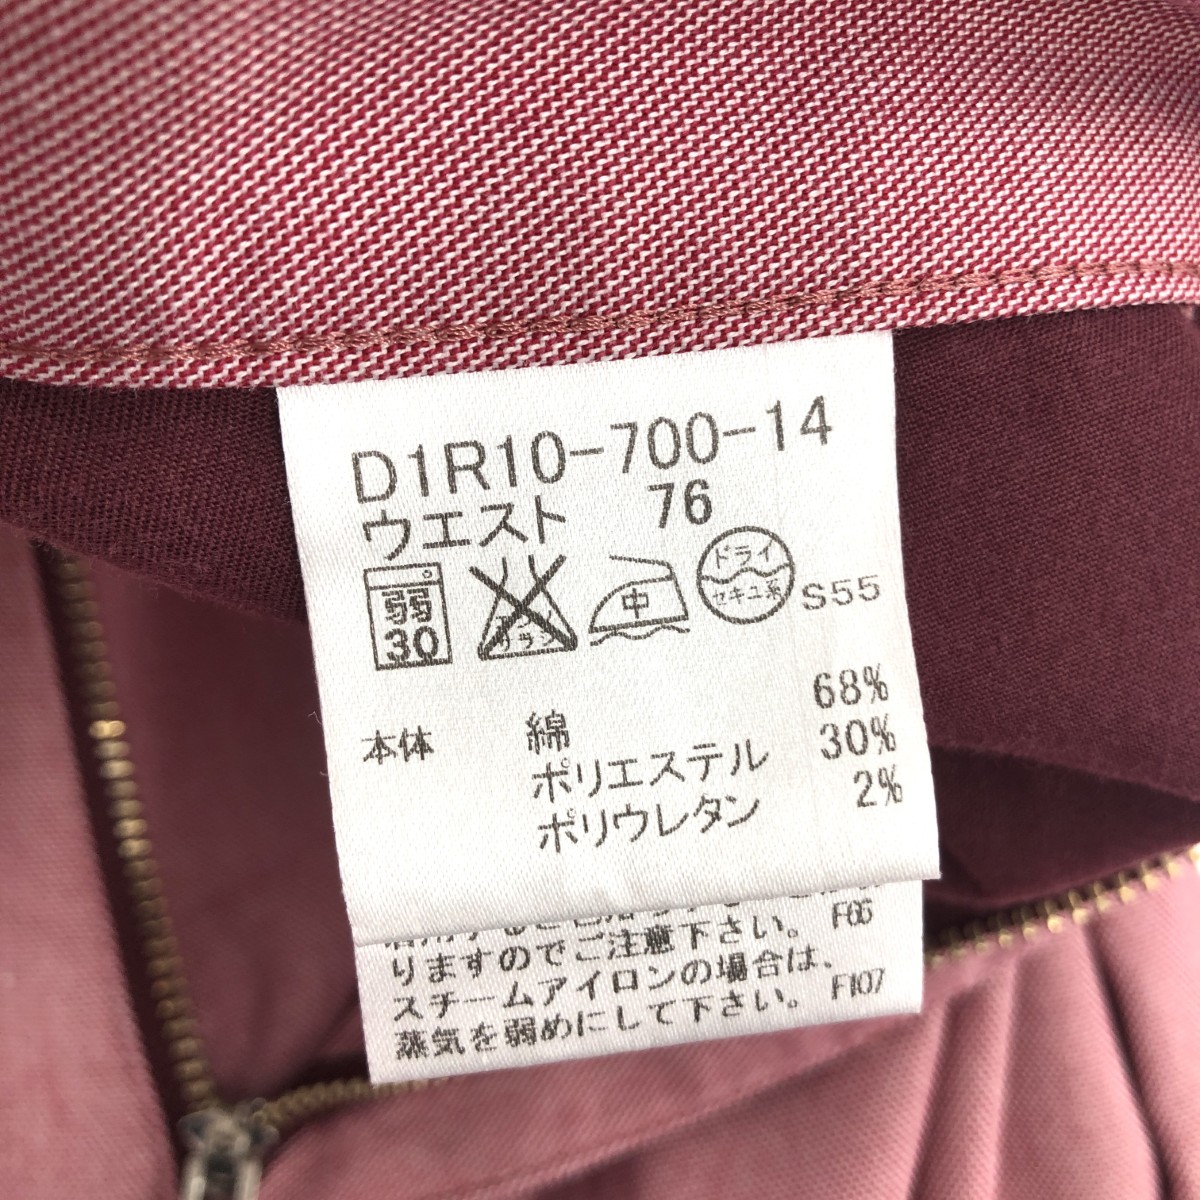 D1R10-700-14
ウエスト 76
弱 30 中 ドライ セキユ系 S55
68%
本体 綿 30%
ポリエステル 2%
ポリウレタン
F66
りますのでご注意下さい。
スチームアイロンの場合は、
蒸気を弱めにして下さい。 F107